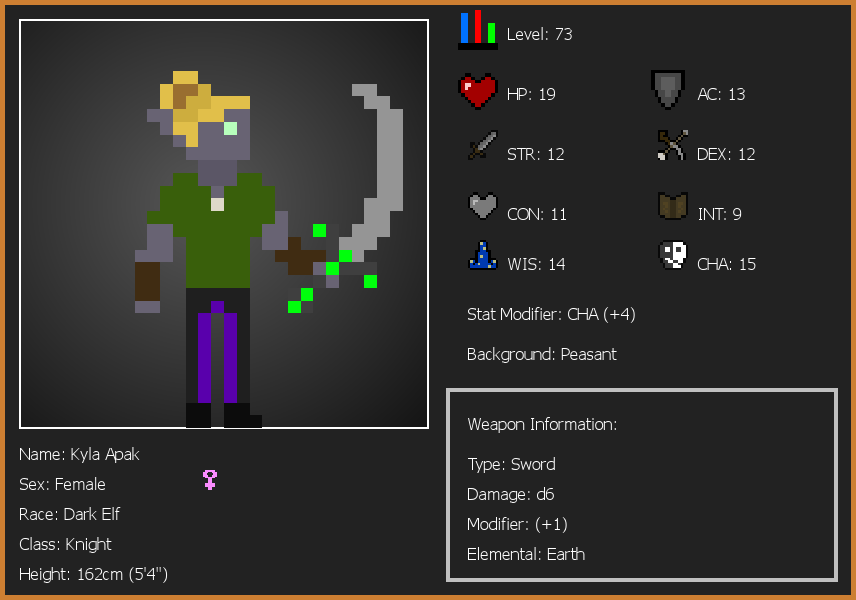 Level: 73
HP: 19
AC: 13
STR: 12
DEX: 12
CON: 11
INT: 9
WIS: 14
CHA: 15
Stat Modifier: CHA (+4)
Background: Peasant
Weapon Information:
Type: Sword
Damage: d6
Modifier: (+1)
Elemental: Earth
Name: Kyla Apak
Sex: Female
Race: Dark Elf
Class: Knight
Height: 162cm (5'4")